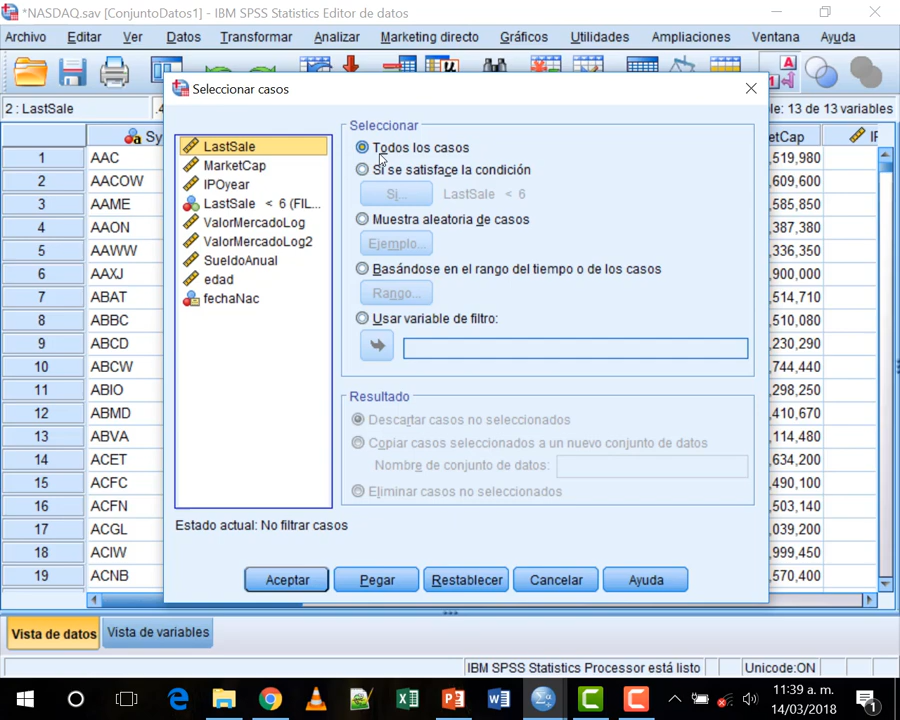 *NASDAQ.sav [ConjuntoDatos1] - IBM SPSS Statistics Editor de datos
Archivo Editar Ver Datos Transformar Analizar Marketing directo Gráficos Utilidades Ampliaciones Ventana Ayuda
2 : LastSale
le: 13 de 13 variables
Seleccionar casos
Sy
etCap
1 AAC ,519,980
2 AACOW ,609,600
3 AAME ,585,850
4 AAON ,387,380
5 AAWW ,336,350
6 AAXJ ,900,000
7 ABAT ,514,710
8 ABBC ,510,080
9 ABCD ,230,290
10 ABCW ,744,440
11 ABIO ,298,250
12 ABMD ,410,670
13 ABVA ,114,480
14 ACET ,634,200
15 ACFC ,490,100
16 ACFN ,503,140
17 ACGL ,039,200
18 ACIW ,999,450
19 ACNB ,570,400
LastSale
MarketCap
IPOyear
LastSale < 6 (FIL...
ValorMercadoLog
ValorMercadoLog2
SueldoAnual
edad
fechaNac
Seleccionar
Todos los casos
Si se satisface la condición
Si... LastSale < 6
Muestra aleatoria de casos
Ejemplo...
Basándose en el rango del tiempo o de los casos
Rango...
Usar variable de filtro:
Resultado
Descartar casos no seleccionados
Copiar casos seleccionados a un nuevo conjunto de datos
Nombre de conjunto de datos:
Eliminar casos no seleccionados
Estado actual: No filtrar casos
Aceptar Pegar Restablecer Cancelar Ayuda
Vista de datos Vista de variables
IBM SPSS Statistics Processor está listo Unicode:ON
11:39 a. m.
14/03/2018